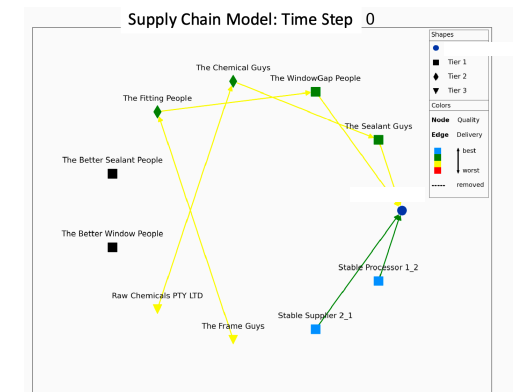 Supply Chain Model: Time Step 0
Shapes
Tier 1
Tier 2
Tier 3
Colors
Node Quality
Edge Delivery
best
worst
removed
The Chemical Guys
The WindowGap People
The Fitting People
The Sealant Guys
The Better Sealant People
The Better Window People
Stable Processor 1_2
Raw Chemicals PTY LTD
Stable Supplier 2_1
The Frame Guys